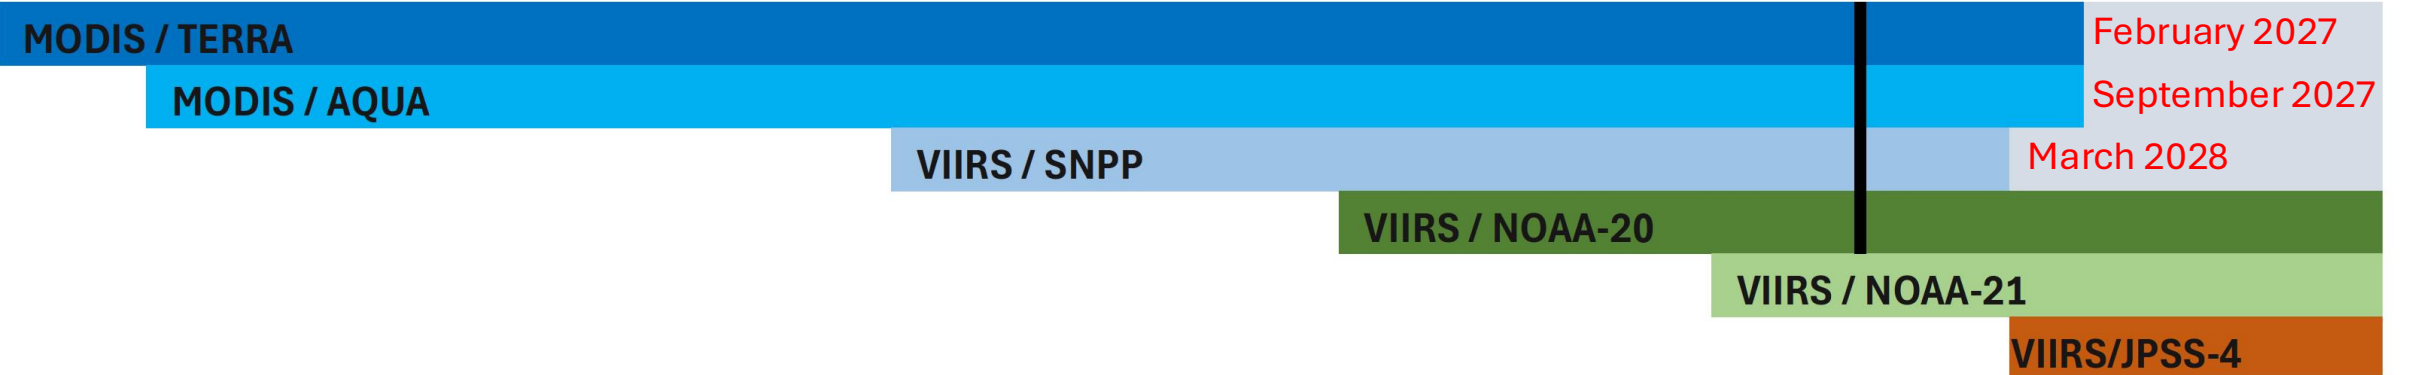 MODIS / TERRA
February 2027
MODIS / AQUA
September 2027
VIIRS / SNPP
March 2028
VIIRS / NOAA-20
VIIRS / NOAA-21
VIIRS/JPSS-4